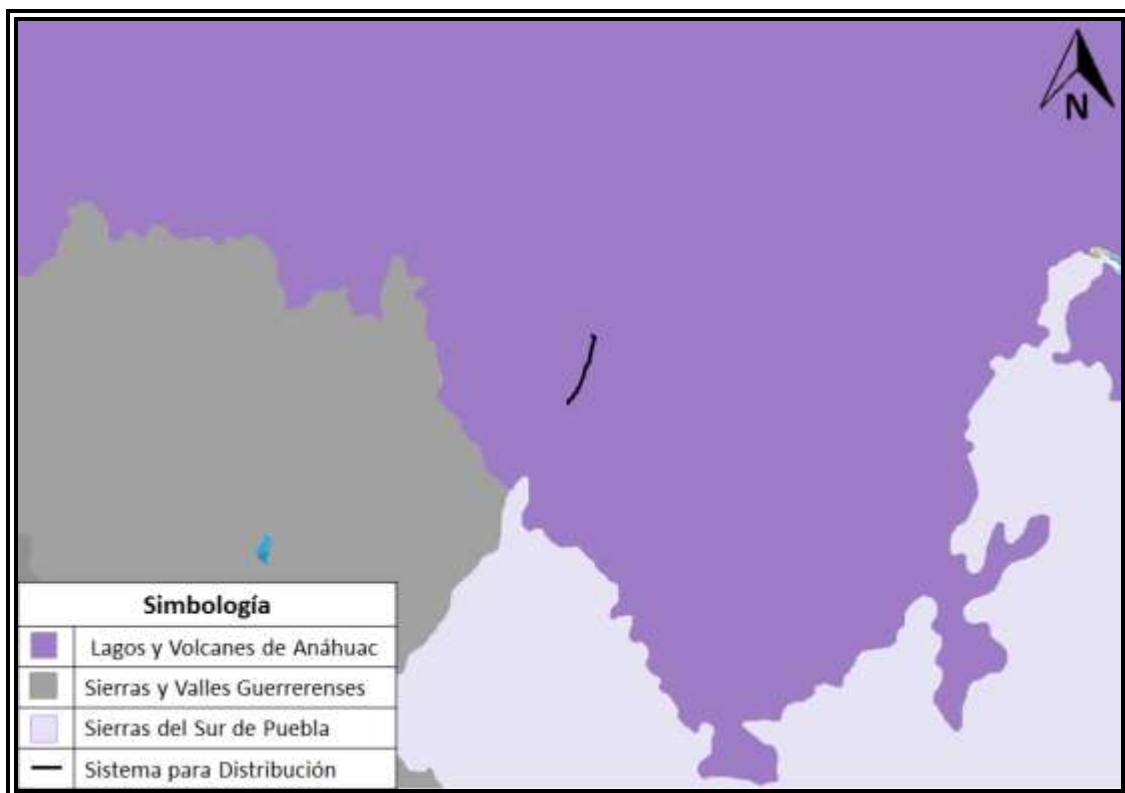 N
Simbología
Lagos y Volcanes de Anáhuac
Sierras y Valles Guerrerenses
Sierras del Sur de Puebla
Sistema para Distribución